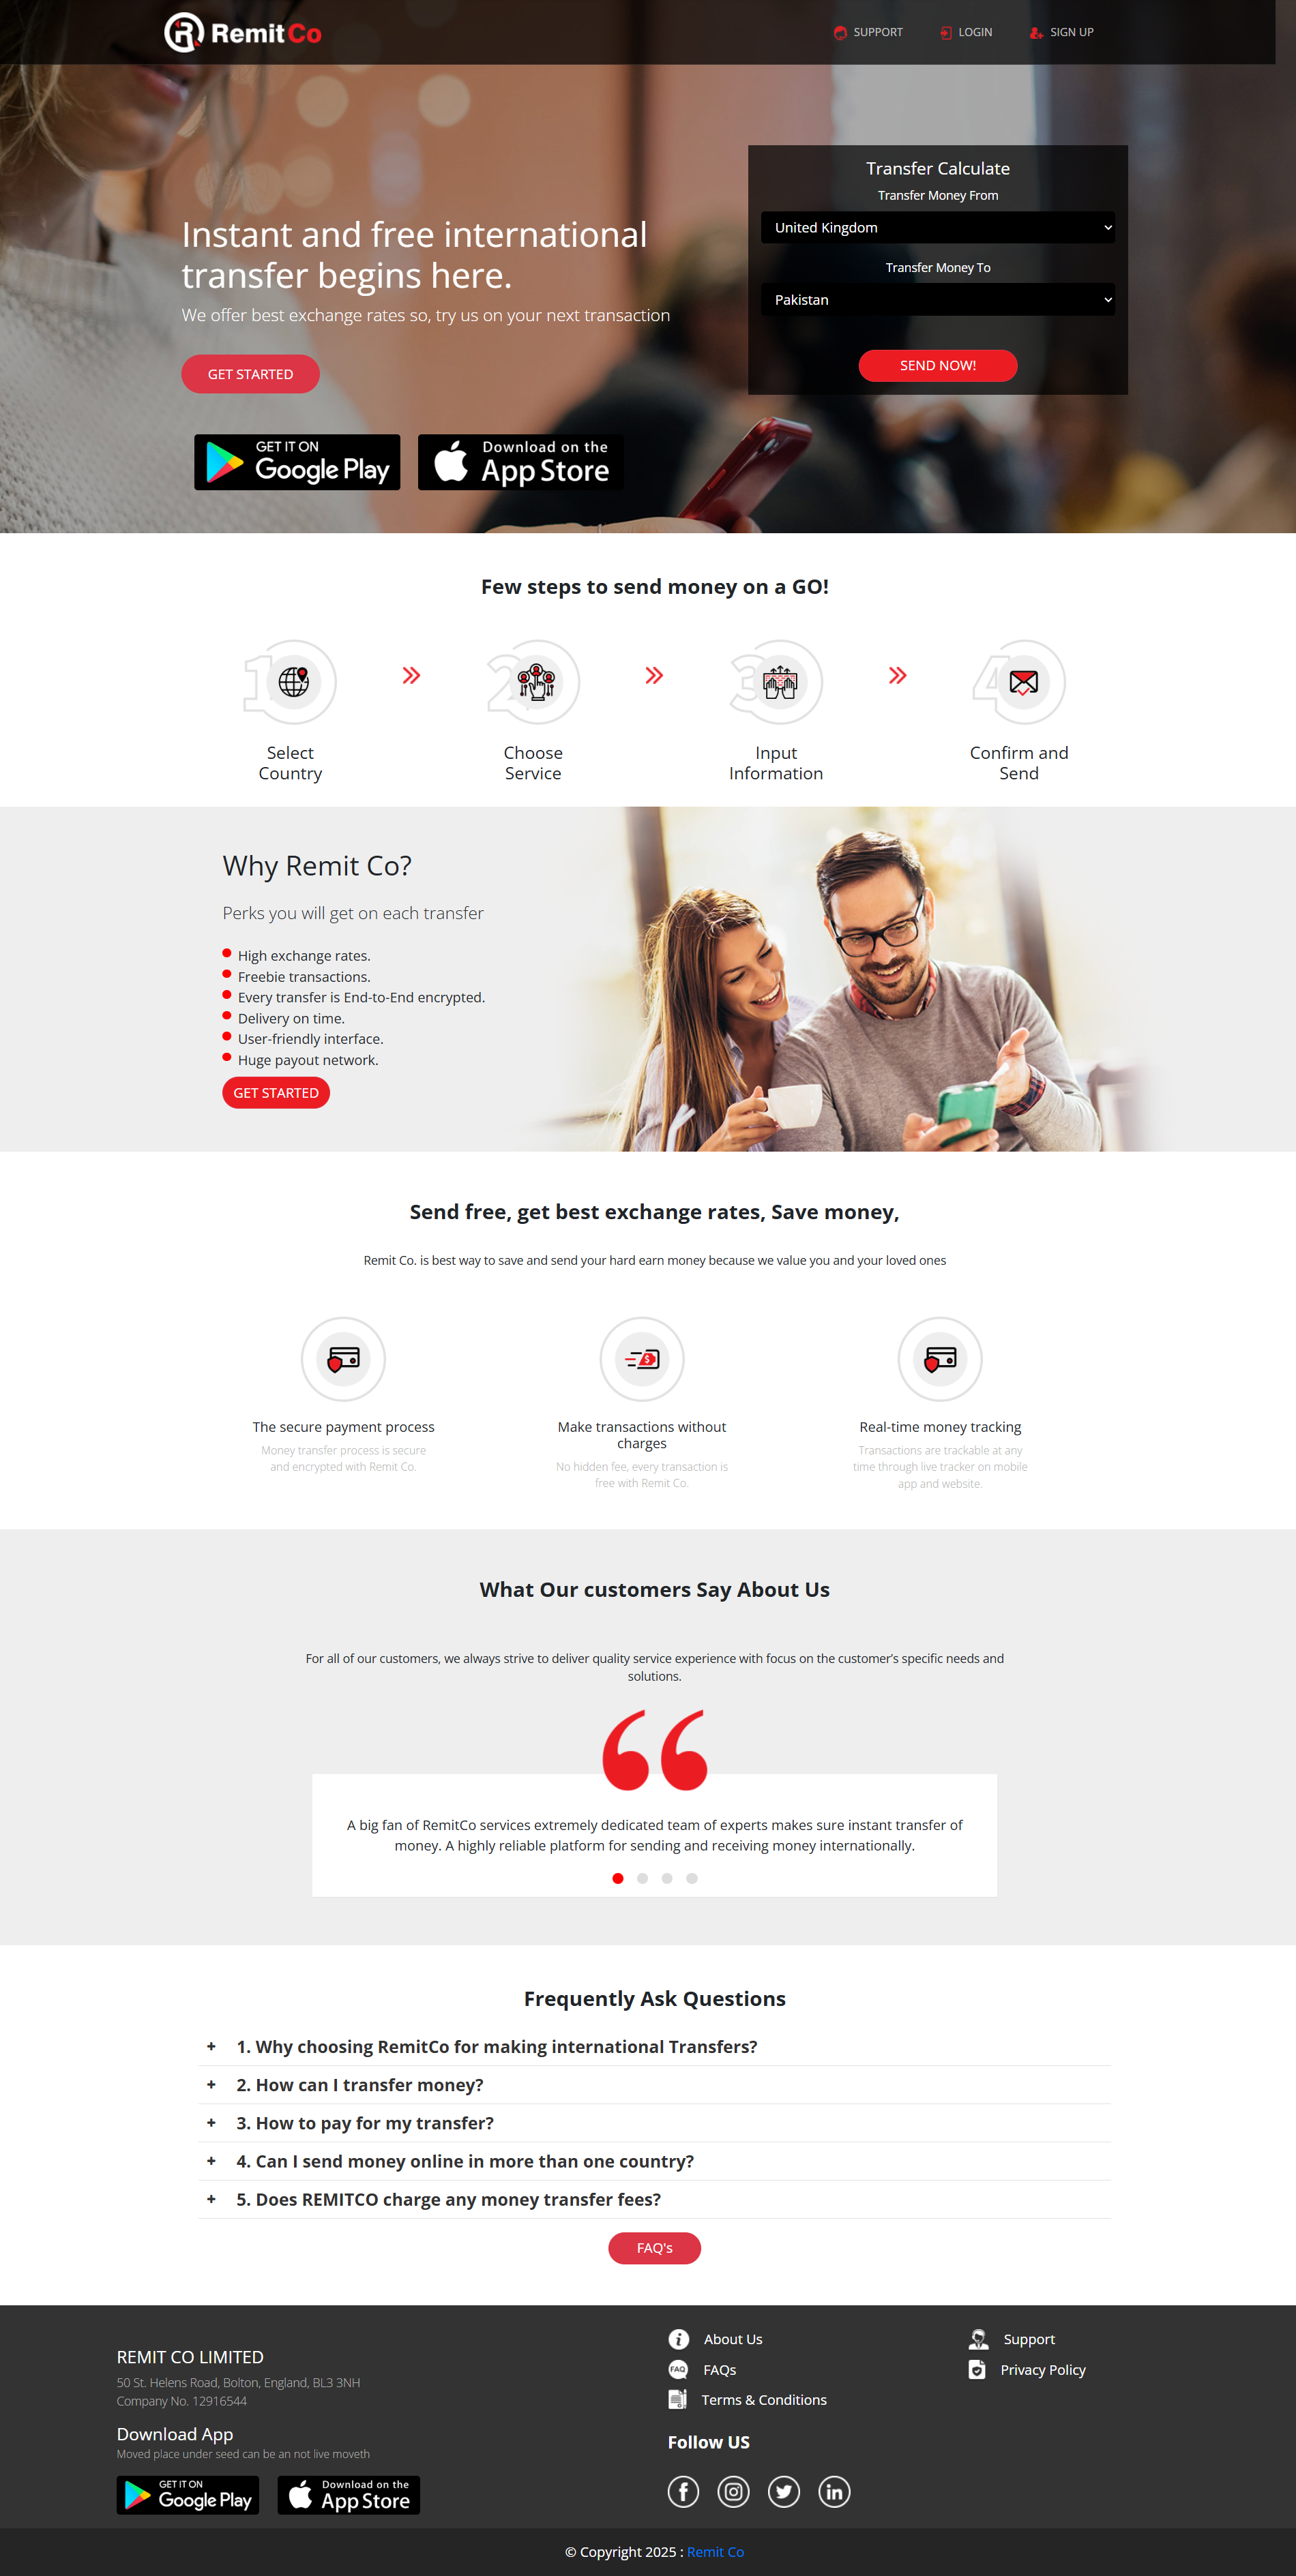 RemitCo
SUPPORT
LOGIN
SIGN UP
Instant and free international
transfer begins here.
We offer best exchange rates so, try us on your next transaction
GET STARTED
GET IT ON
Google Play
Download on the
App Store
Transfer Calculate
Transfer Money From
United Kingdom
Transfer Money To
Pakistan
SEND NOW!
Few steps to send money on a GO!
1
2
3
4
Select
Country
Choose
Service
Input
Information
Confirm and
Send
Why Remit Co?
Perks you will get on each transfer
High exchange rates.
Freebie transactions.
Every transfer is End-to-End encrypted.
Delivery on time.
User-friendly interface.
Huge payout network.
GET STARTED
Send free, get best exchange rates, Save money,
Remit Co. is best way to save and send your hard earn money because we value you and your loved ones
The secure payment process
Money transfer process is secure
and encrypted with Remit Co.
Make transactions without
charges
No hidden fee, every transaction is
free with Remit Co.
Real-time money tracking
Transactions are trackable at any
time through live tracker on mobile
app and website.
What Our customers Say About Us
For all of our customers, we always strive to deliver quality service experience with focus on the customer's specific needs and
solutions.
A big fan of RemitCo services extremely dedicated team of experts makes sure instant transfer of
money. A highly reliable platform for sending and receiving money internationally.
Frequently Ask Questions
+ 1. Why choosing RemitCo for making international Transfers?
+ 2. How can I transfer money?
+ 3. How to pay for my transfer?
+ 4. Can I send money online in more than one country?
+ 5. Does REMITCO charge any money transfer fees?
FAQ's
REMIT CO LIMITED
50 St. Helens Road, Bolton, England, BL3 3NH
Company No. 12916544
Download App
Moved place under seed can be an not live moveth
GET IT ON
Google Play
Download on the
App Store
About Us
FAQ
FAQs
Terms & Conditions
Support
Privacy Policy
Follow US
© Copyright 2025 : Remit Co